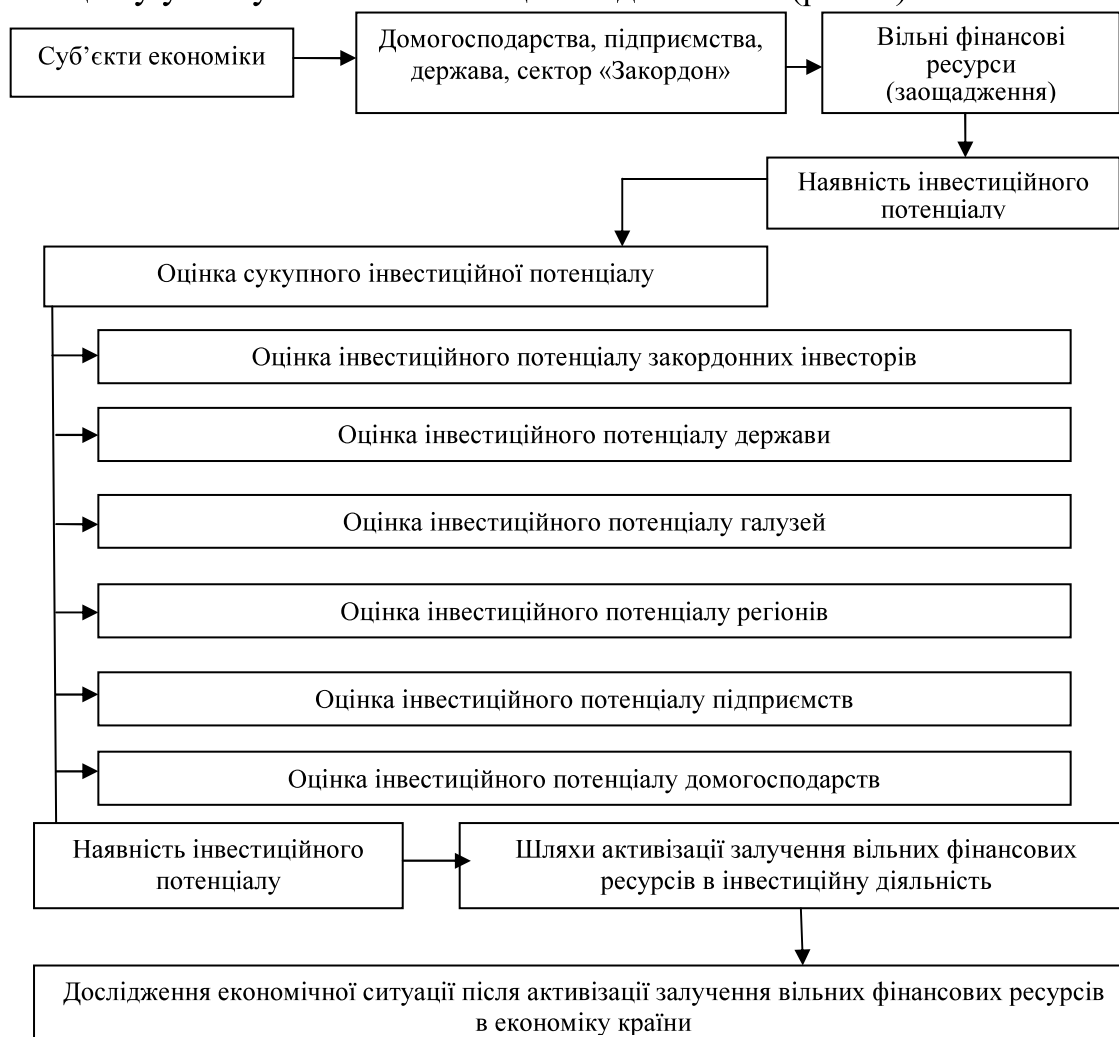 Суб’єкти економіки
Домогосподарства, підприємства,
держава, сектор «Закордон»
Вільні фінансові
ресурси
(заощадження)
Наявність інвестиційного
потенціалу
Оцінка сукупного інвестиційної потенціалу
Оцінка інвестиційного потенціалу закордонних інвесторів
Оцінка інвестиційного потенціалу держави
Оцінка інвестиційного потенціалу галузей
Оцінка інвестиційного потенціалу регіонів
Оцінка інвестиційного потенціалу підприємств
Оцінка інвестиційного потенціалу домогосподарств
Наявність інвестиційного
потенціалу
Шляхи активізації залучення вільних фінансових
ресурсів в інвестиційну діяльність
Дослідження економічної ситуації після активізації залучення вільних фінансових ресурсів
в економіку країни